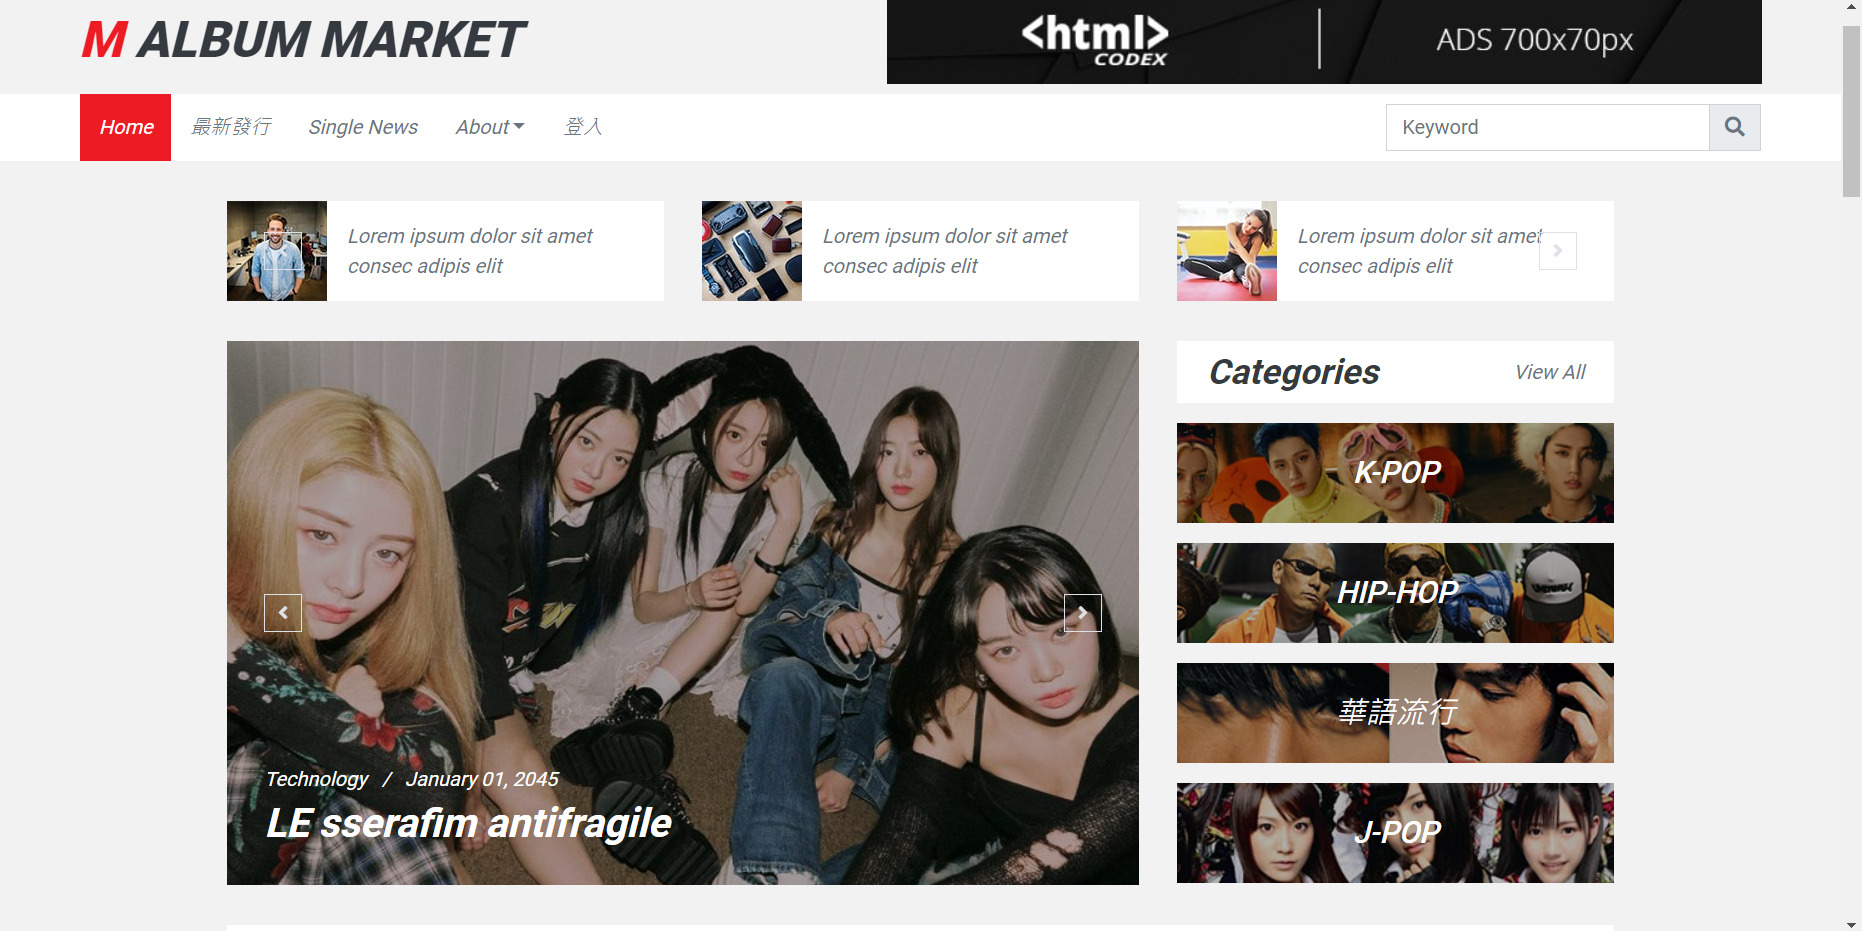 M ALBUM MARKET
<html>
CODEX
ADS 700x70px
Home
最新發行
Single News
About
登入
Keyword
Lorem ipsum dolor sit amet
consec adipis elit
Lorem ipsum dolor sit amet
consec adipis elit
Lorem ipsum dolor sit amet
consec adipis elit
Technology / January 01, 2045
LE sserafim antifragile
Categories
View All
K-POP
HIP-HOP
華語流行
J-POP